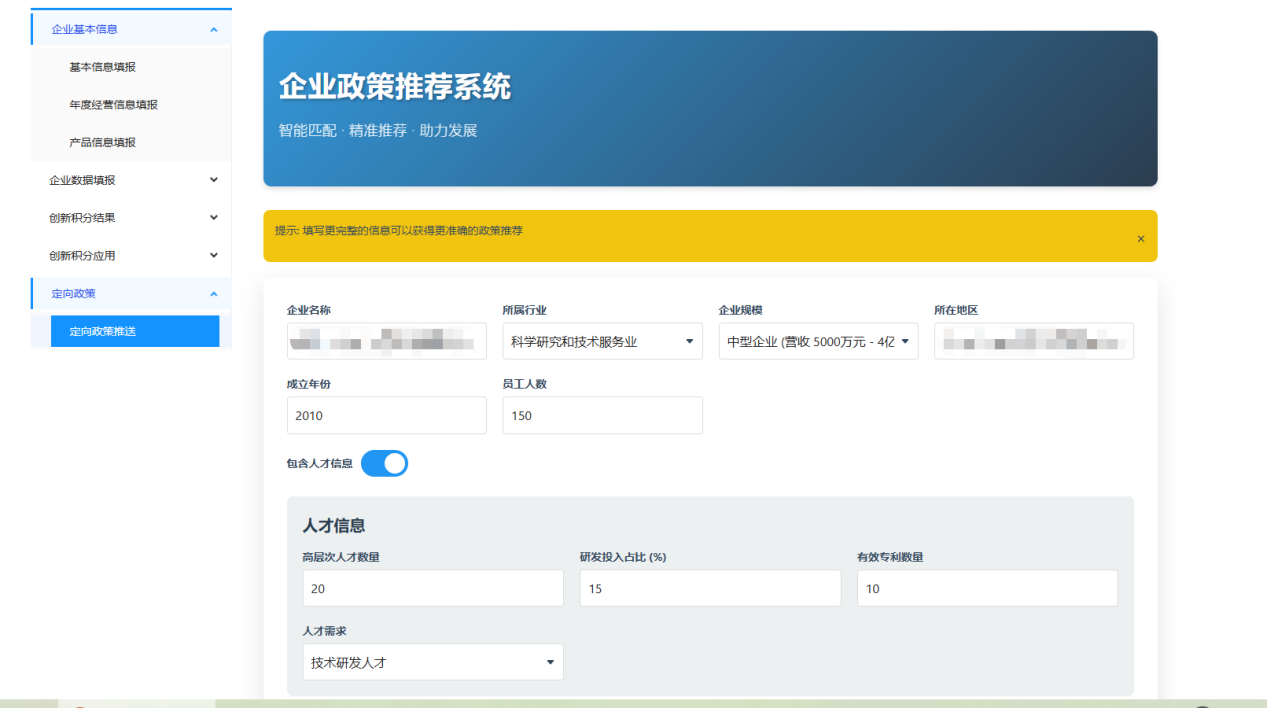 企业基本信息
基本信息填报
年度经营信息填报
产品信息填报
企业数据填报
创新积分结果
创新积分应用
定向政策
定向政策推送
企业政策推荐系统
智能匹配 · 精准推荐 · 助力发展
提示: 填写更完整的信息可以获得更准确的政策推荐
×
企业名称
所属行业
企业规模
所在地区
科学研究和技术服务业
中型企业 (营收 5000万元 - 4亿
成立年份
员工人数
2010
150
包含人才信息
人才信息
高层次人才数量
研发投入占比 (%)
有效专利数量
20
15
10
人才需求
技术研发人才